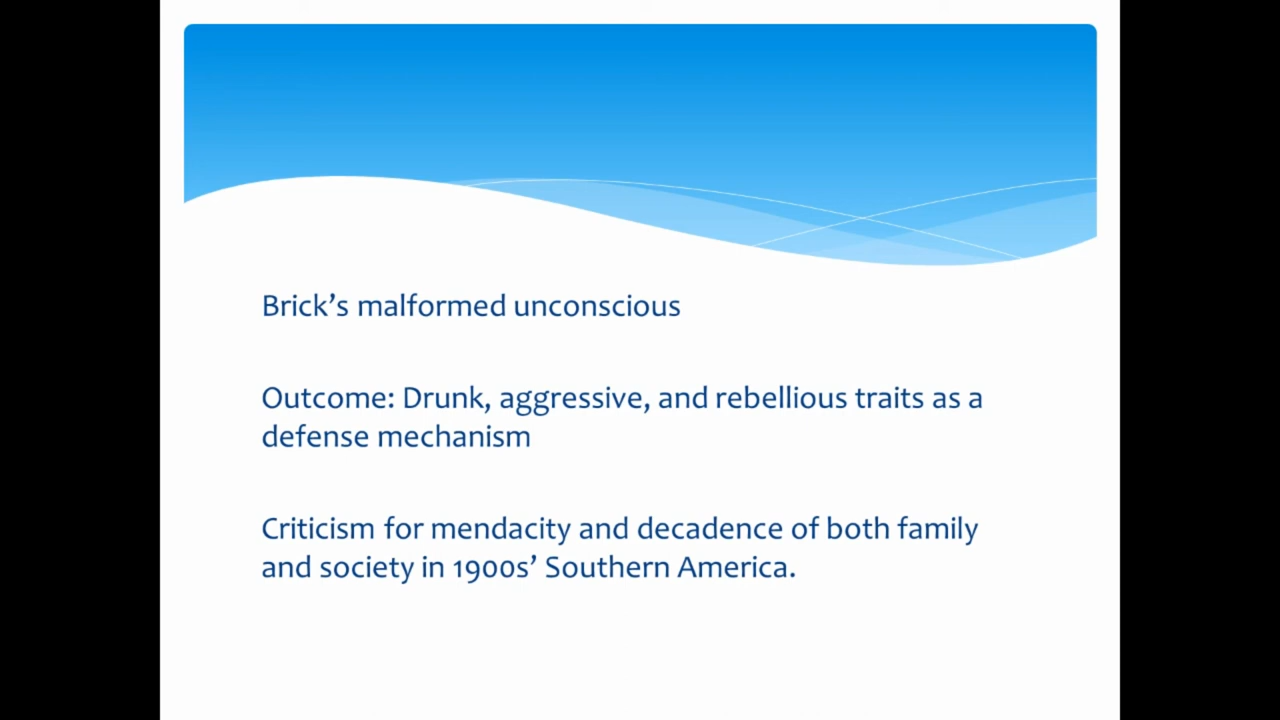 Brick’s malformed unconscious
Outcome: Drunk, aggressive, and rebellious traits as a
defense mechanism
Criticism for mendacity and decadence of both family
and society in 1900s’ Southern America.